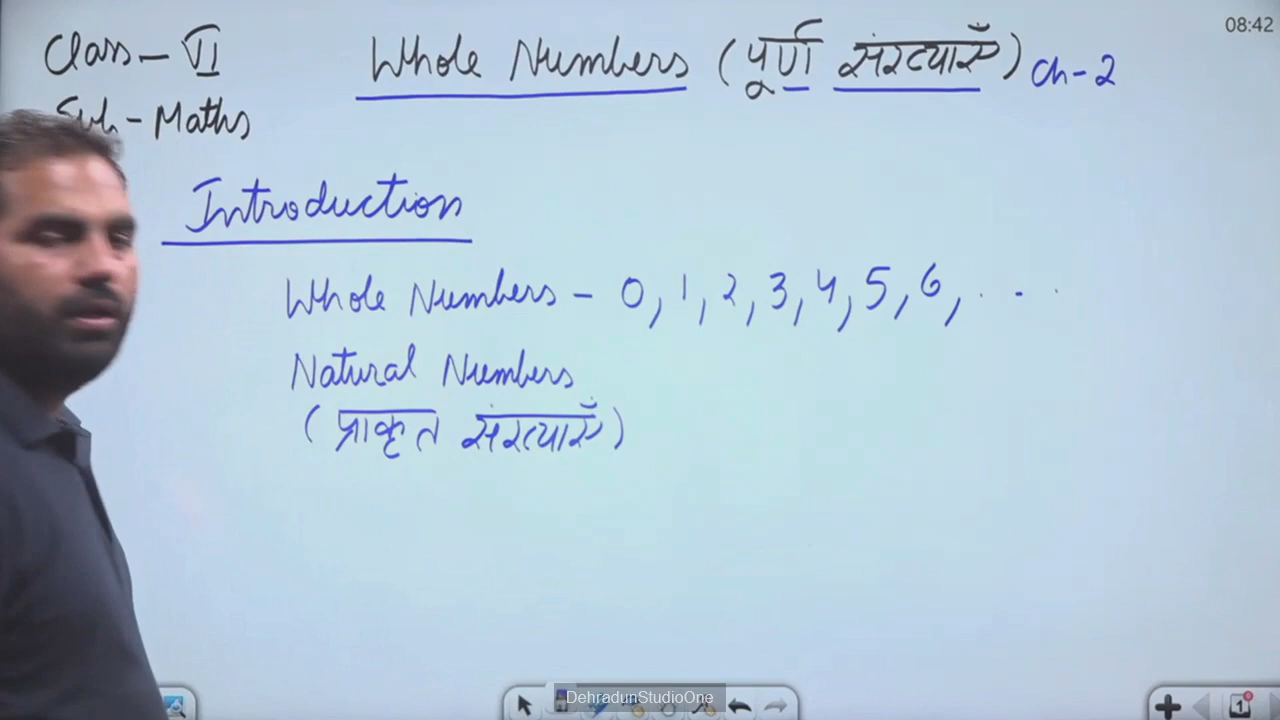 08:42
Class - VI
Whole Numbers (पूर्ण संख्याएँ) Ch-2
Sub - Maths
Introduction
Whole Numbers - 0, 1, 2, 3, 4, 5, 6, . . .
Natural Numbers
(प्राकृत संख्याएँ)
DehradunStudioOne
1